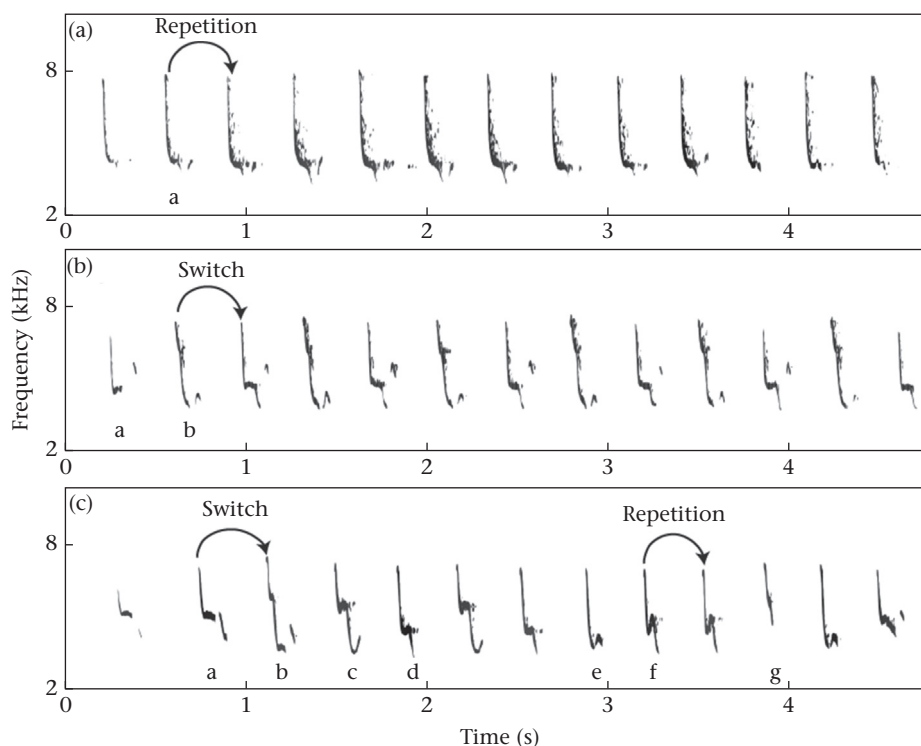 (a)
Repetition
8
a
2
0 1 2 3 4
(b)
Switch
8
a b
2
0 1 2 3 4
(c)
Switch Repetition
8
a b c d e f g
2
0 1 2 3 4
Frequency (kHz)
Time (s)